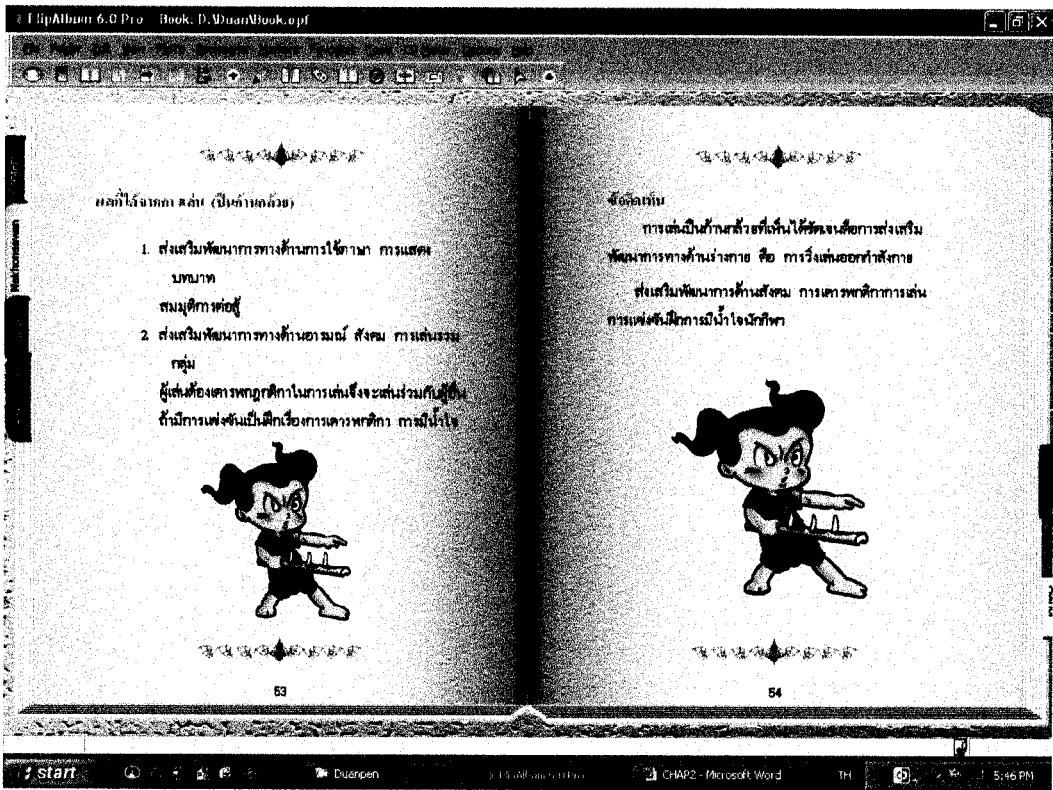 FlipAlbum 6.0 Pro Book: D:\Duan\Book.opf
ผลที่ได้จากการเล่น (ปืนก้านกล้วย)
1. ส่งเสริมพัฒนาการทางด้านการใช้ภาษา การแสดง
บทบาท
สมมุติการต่อสู้
2. ส่งเสริมพัฒนาการทางด้านอารมณ์ สังคม การเล่นรวม
กลุ่ม
ผู้เล่นต้องเคารพกฎกติกาในการเล่นจึงจะเล่นร่วมกับผู้อื่น
ถ้ามีการแข่งขันเป็นฝึกเรื่องการเคารพกติกา การมีน้ำใจ
53
ข้อคิดเห็น
การเล่นปืนก้านกล้วยที่เห็นได้ชัดเจนคือการส่งเสริม
พัฒนาการทางด้านร่างกาย คือ การวิ่งเล่นออกกำลังกาย
ส่งเสริมพัฒนาการด้านสังคม การเคารพกติกาการเล่น
การแข่งขันฝึกการมีน้ำใจนักกีฬา
54
start
Duanpen
CHAP2 - Microsoft Word
TH
5:46 PM